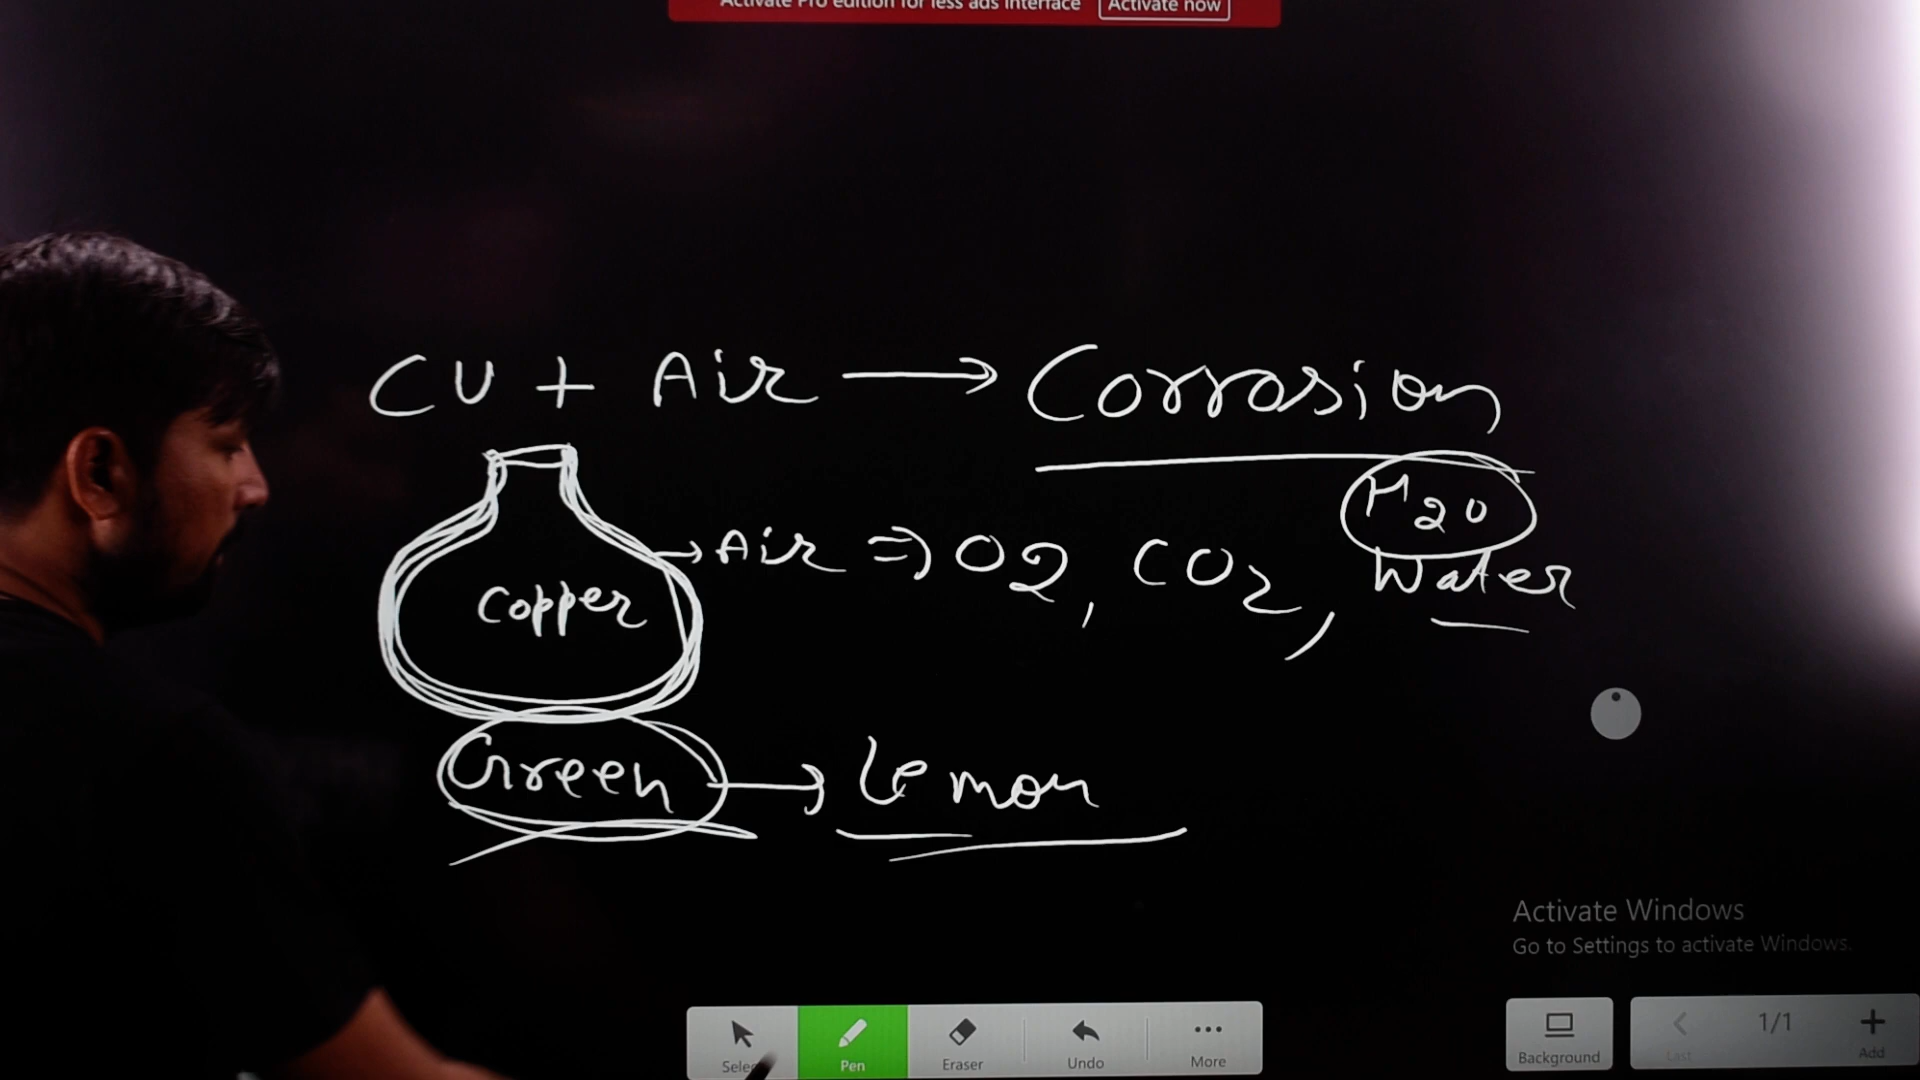 Activate Pro edition for less ads interface Activate now
CU + Air → Corrosion
H2O
→ Air ⇒ O2, CO2, Water
Copper
Green → Lemon
Activate Windows
Go to Settings to activate Windows.
Select Pen Eraser Undo More
Background
1/1
Last Add